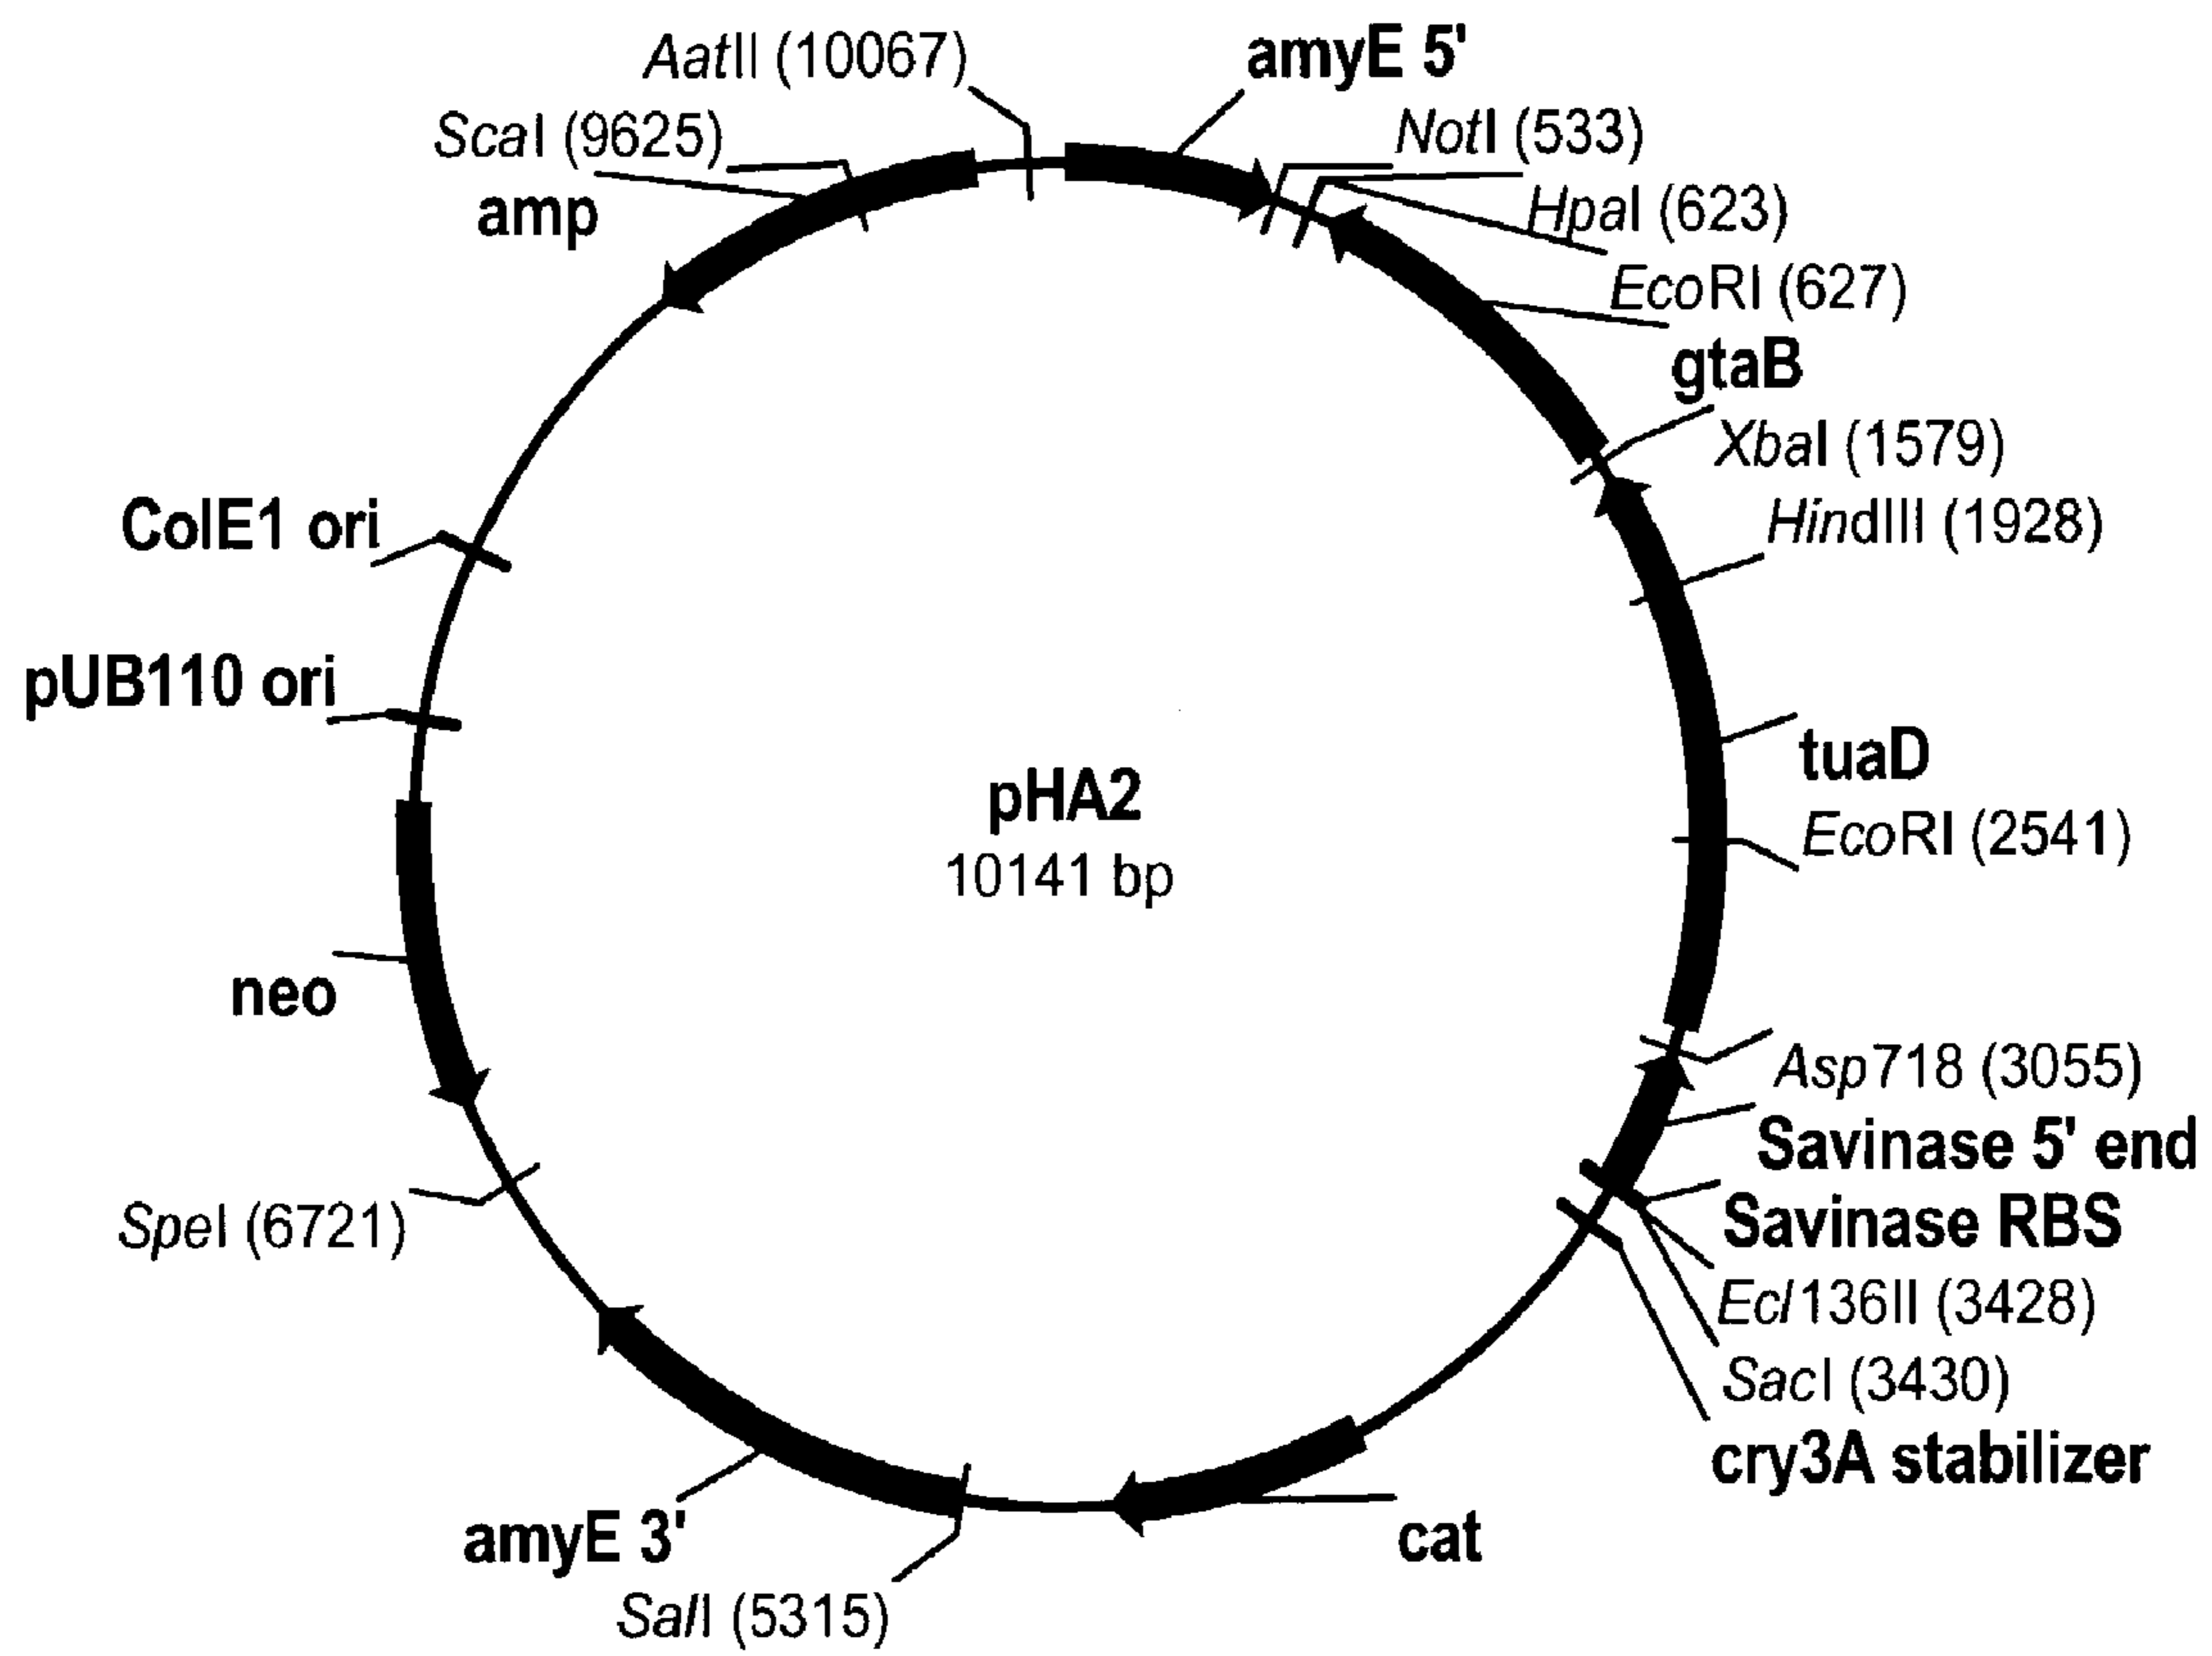 AatII (10067)
amyE 5'
ScaI (9625)
NotI (533)
amp
HpaI (623)
EcoRI (627)
gtaB
XbaI (1579)
ColE1 ori
HindIII (1928)
pUB110 ori
tuaD
pHA2
EcoRI (2541)
10141 bp
neo
Asp718 (3055)
Savinase 5' end
SpeI (6721)
Savinase RBS
Ecl136II (3428)
SacI (3430)
cry3A stabilizer
amyE 3'
cat
SalI (5315)